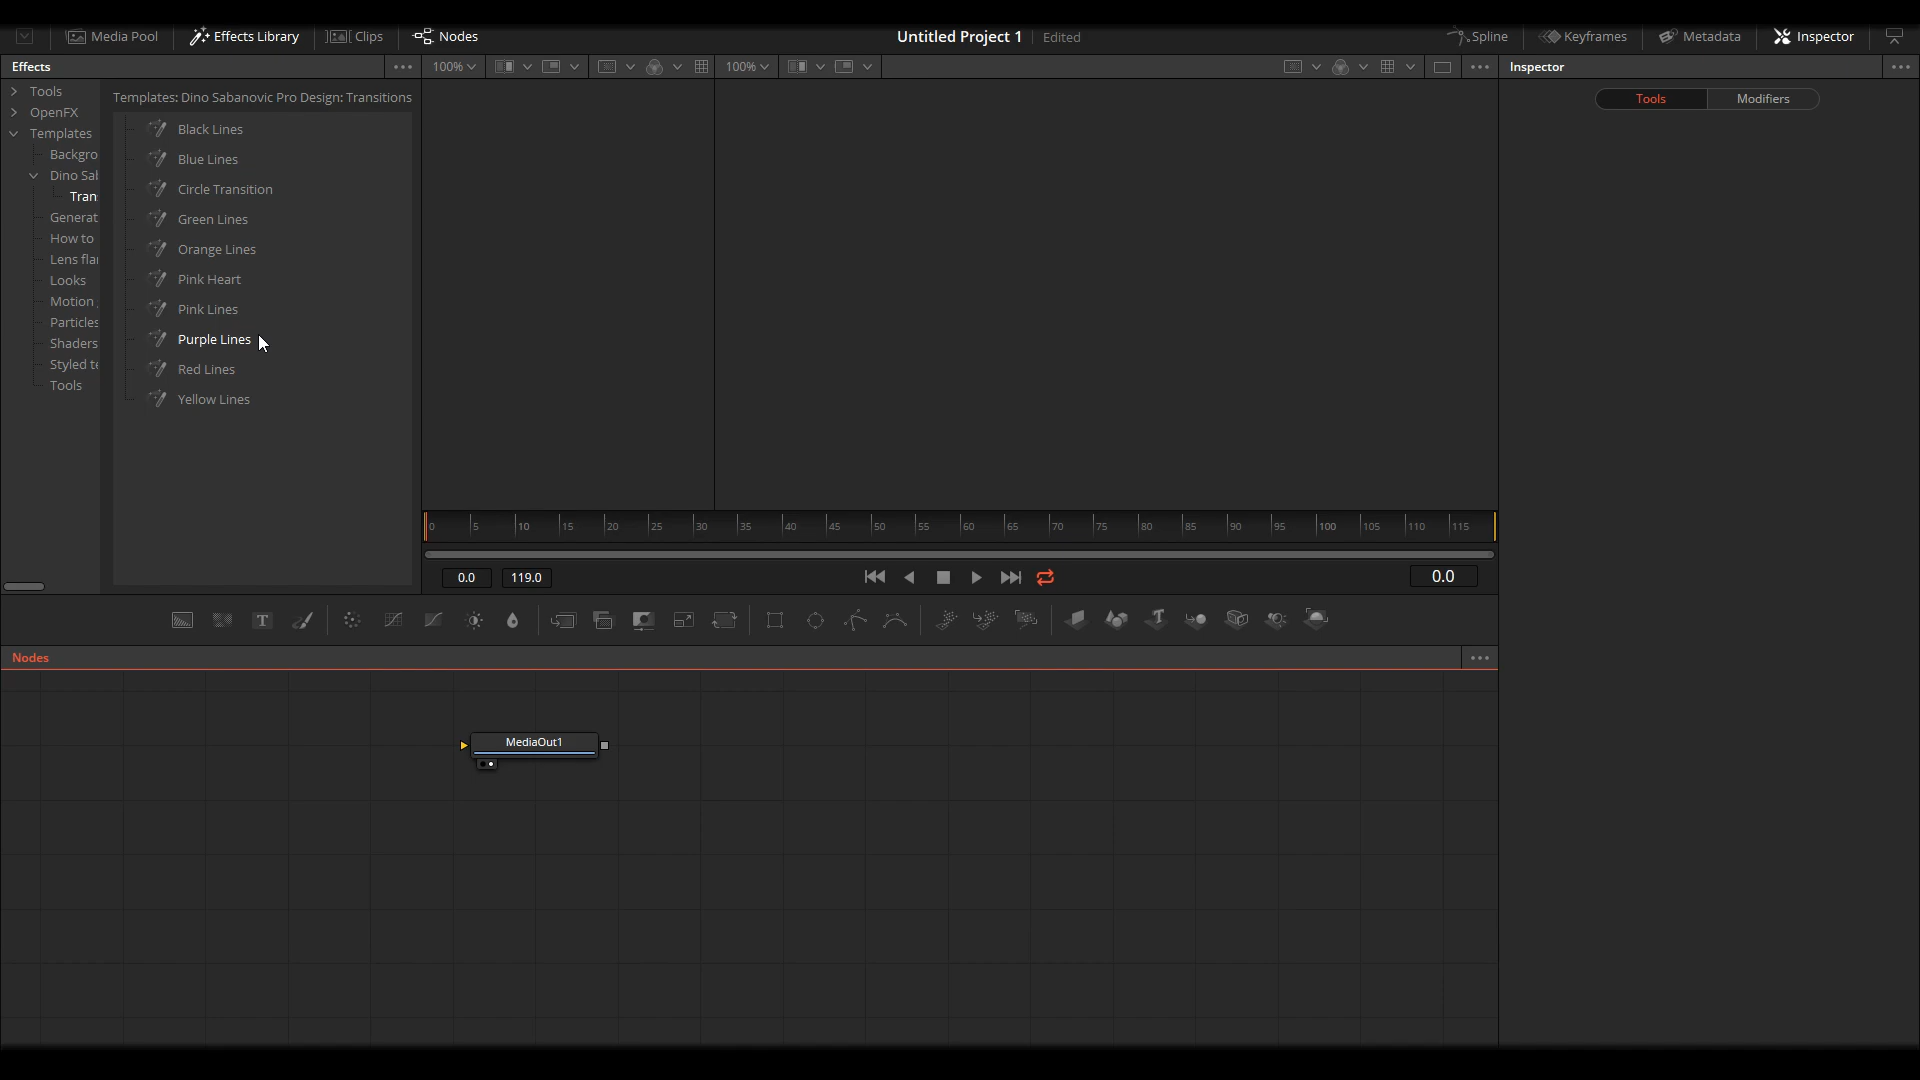 Media Pool
Effects Library
Clips
Nodes
Untitled Project 1
Edited
Spline
Keyframes
Metadata
Inspector
Effects
100%
100%
Inspector
Tools
OpenFX
Templates
Backgro
Dino Sal
Tran
Generat
How to
Lens flar
Looks
Motion
Particles
Shaders
Styled te
Tools
Templates: Dino Sabanovic Pro Design: Transitions
Black Lines
Blue Lines
Circle Transition
Green Lines
Orange Lines
Pink Heart
Pink Lines
Purple Lines
Red Lines
Yellow Lines
Tools
Modifiers
0 5 10 15 20 25 30 35 40 45 50 55 60 65 70 75 80 85 90 95 100 105 110 115
0.0
119.0
0.0
T
Nodes
MediaOut1